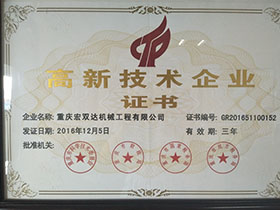 高新技术企业
证书
企业名称：重庆宏双达机械工程有限公司 证书编号：GR201651100152
发证日期：2016年12月5日 有效期：三年
批准机关：